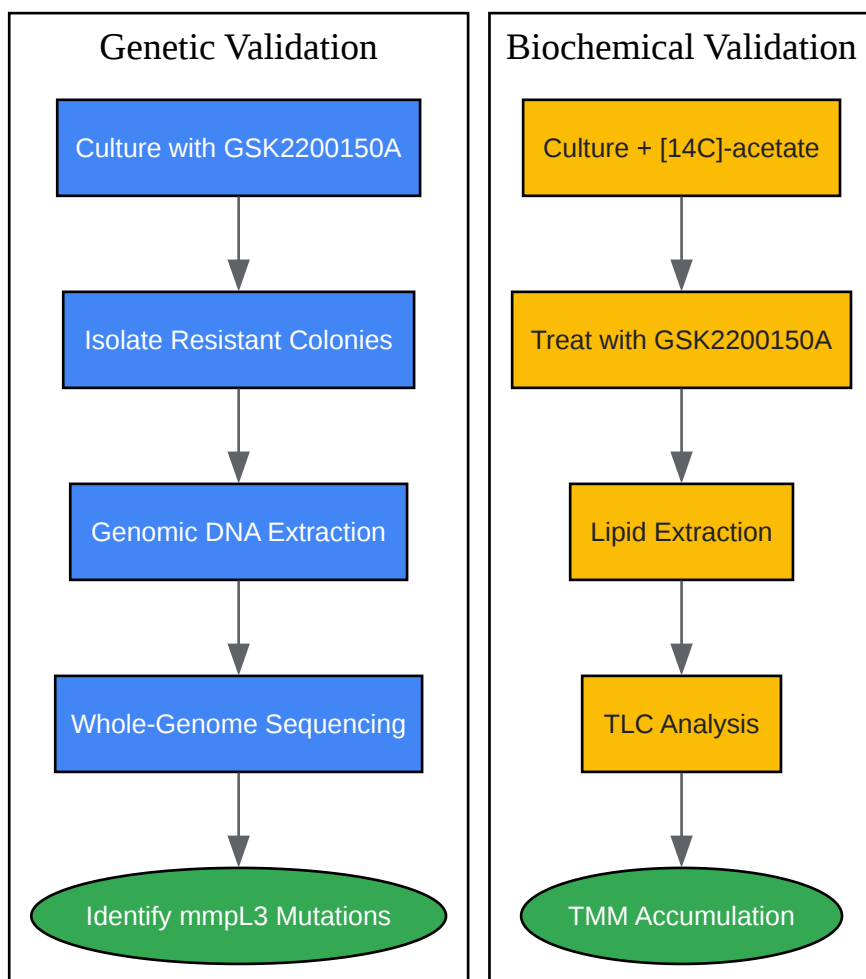 Genetic Validation
Culture with GSK2200150A
Isolate Resistant Colonies
Genomic DNA Extraction
Whole-Genome Sequencing
Identify mmpL3 Mutations
Biochemical Validation
Culture + [14C]-acetate
Treat with GSK2200150A
Lipid Extraction
TLC Analysis
TMM Accumulation